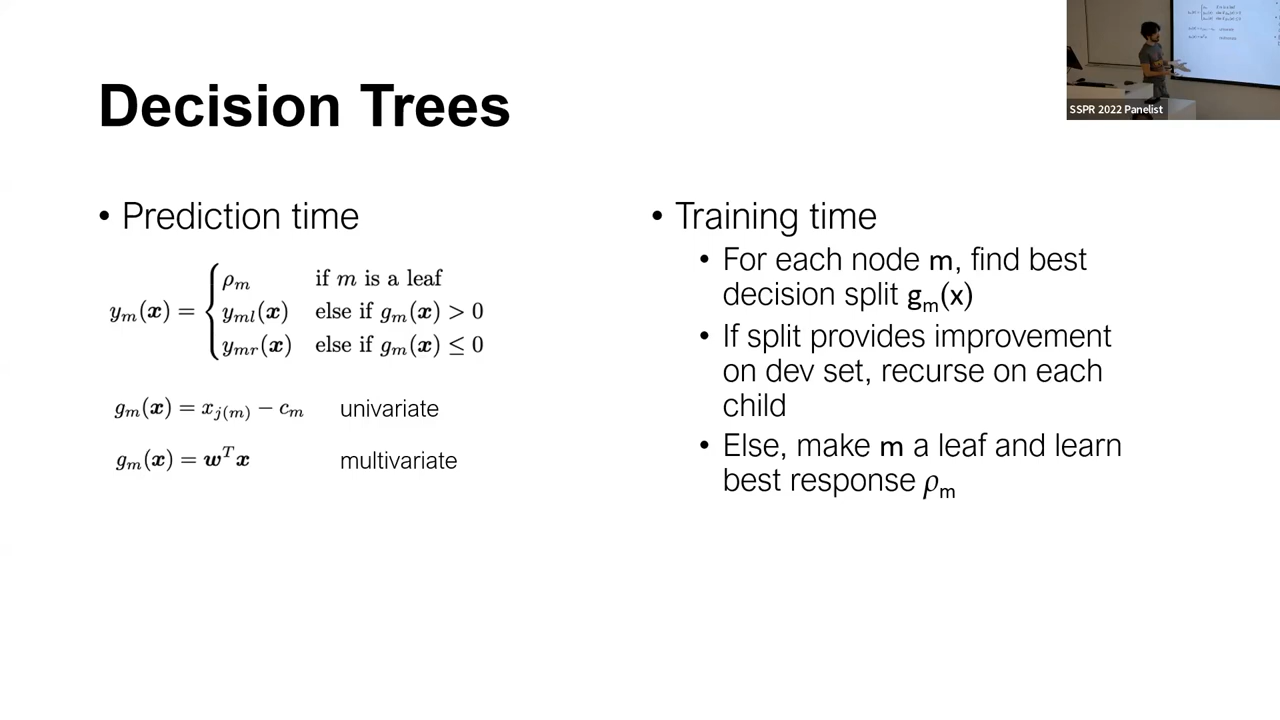 Decision Trees
SSPR 2022 Panelist
• Prediction time
y_m(x) = { ρ_m if m is a leaf
y_ml(x) else if g_m(x) > 0
y_mr(x) else if g_m(x) ≤ 0
g_m(x) = x_j(m) − c_m univariate
g_m(x) = w^T x multivariate
• Training time
• For each node m, find best
decision split g_m(x)
• If split provides improvement
on dev set, recurse on each
child
• Else, make m a leaf and learn
best response ρ_m